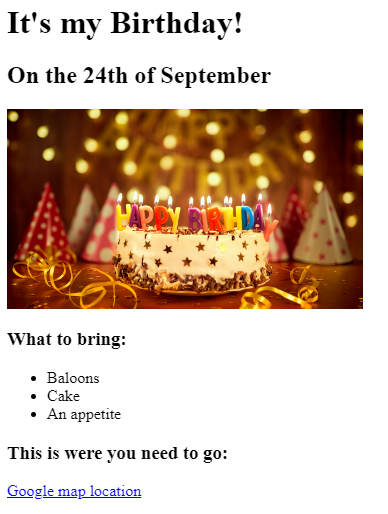 It's my Birthday!
On the 24th of September
HAPPY BIRTHDAY
What to bring:
Baloons
Cake
An appetite
This is were you need to go:
Google map location